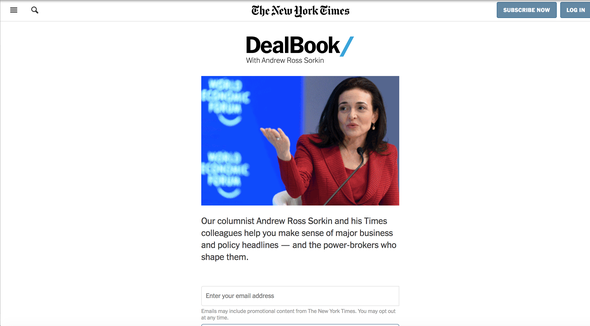 The New York Times
SUBSCRIBE NOW
LOG IN
DealBook/
With Andrew Ross Sorkin
WORLD
ECONOMIC
FORUM
WORLD
ECONOMIC
FORUM
Our columnist Andrew Ross Sorkin and his Times
colleagues help you make sense of major business
and policy headlines — and the power-brokers who
shape them.
Enter your email address
Emails may include promotional content from The New York Times. You may opt out
at any time.